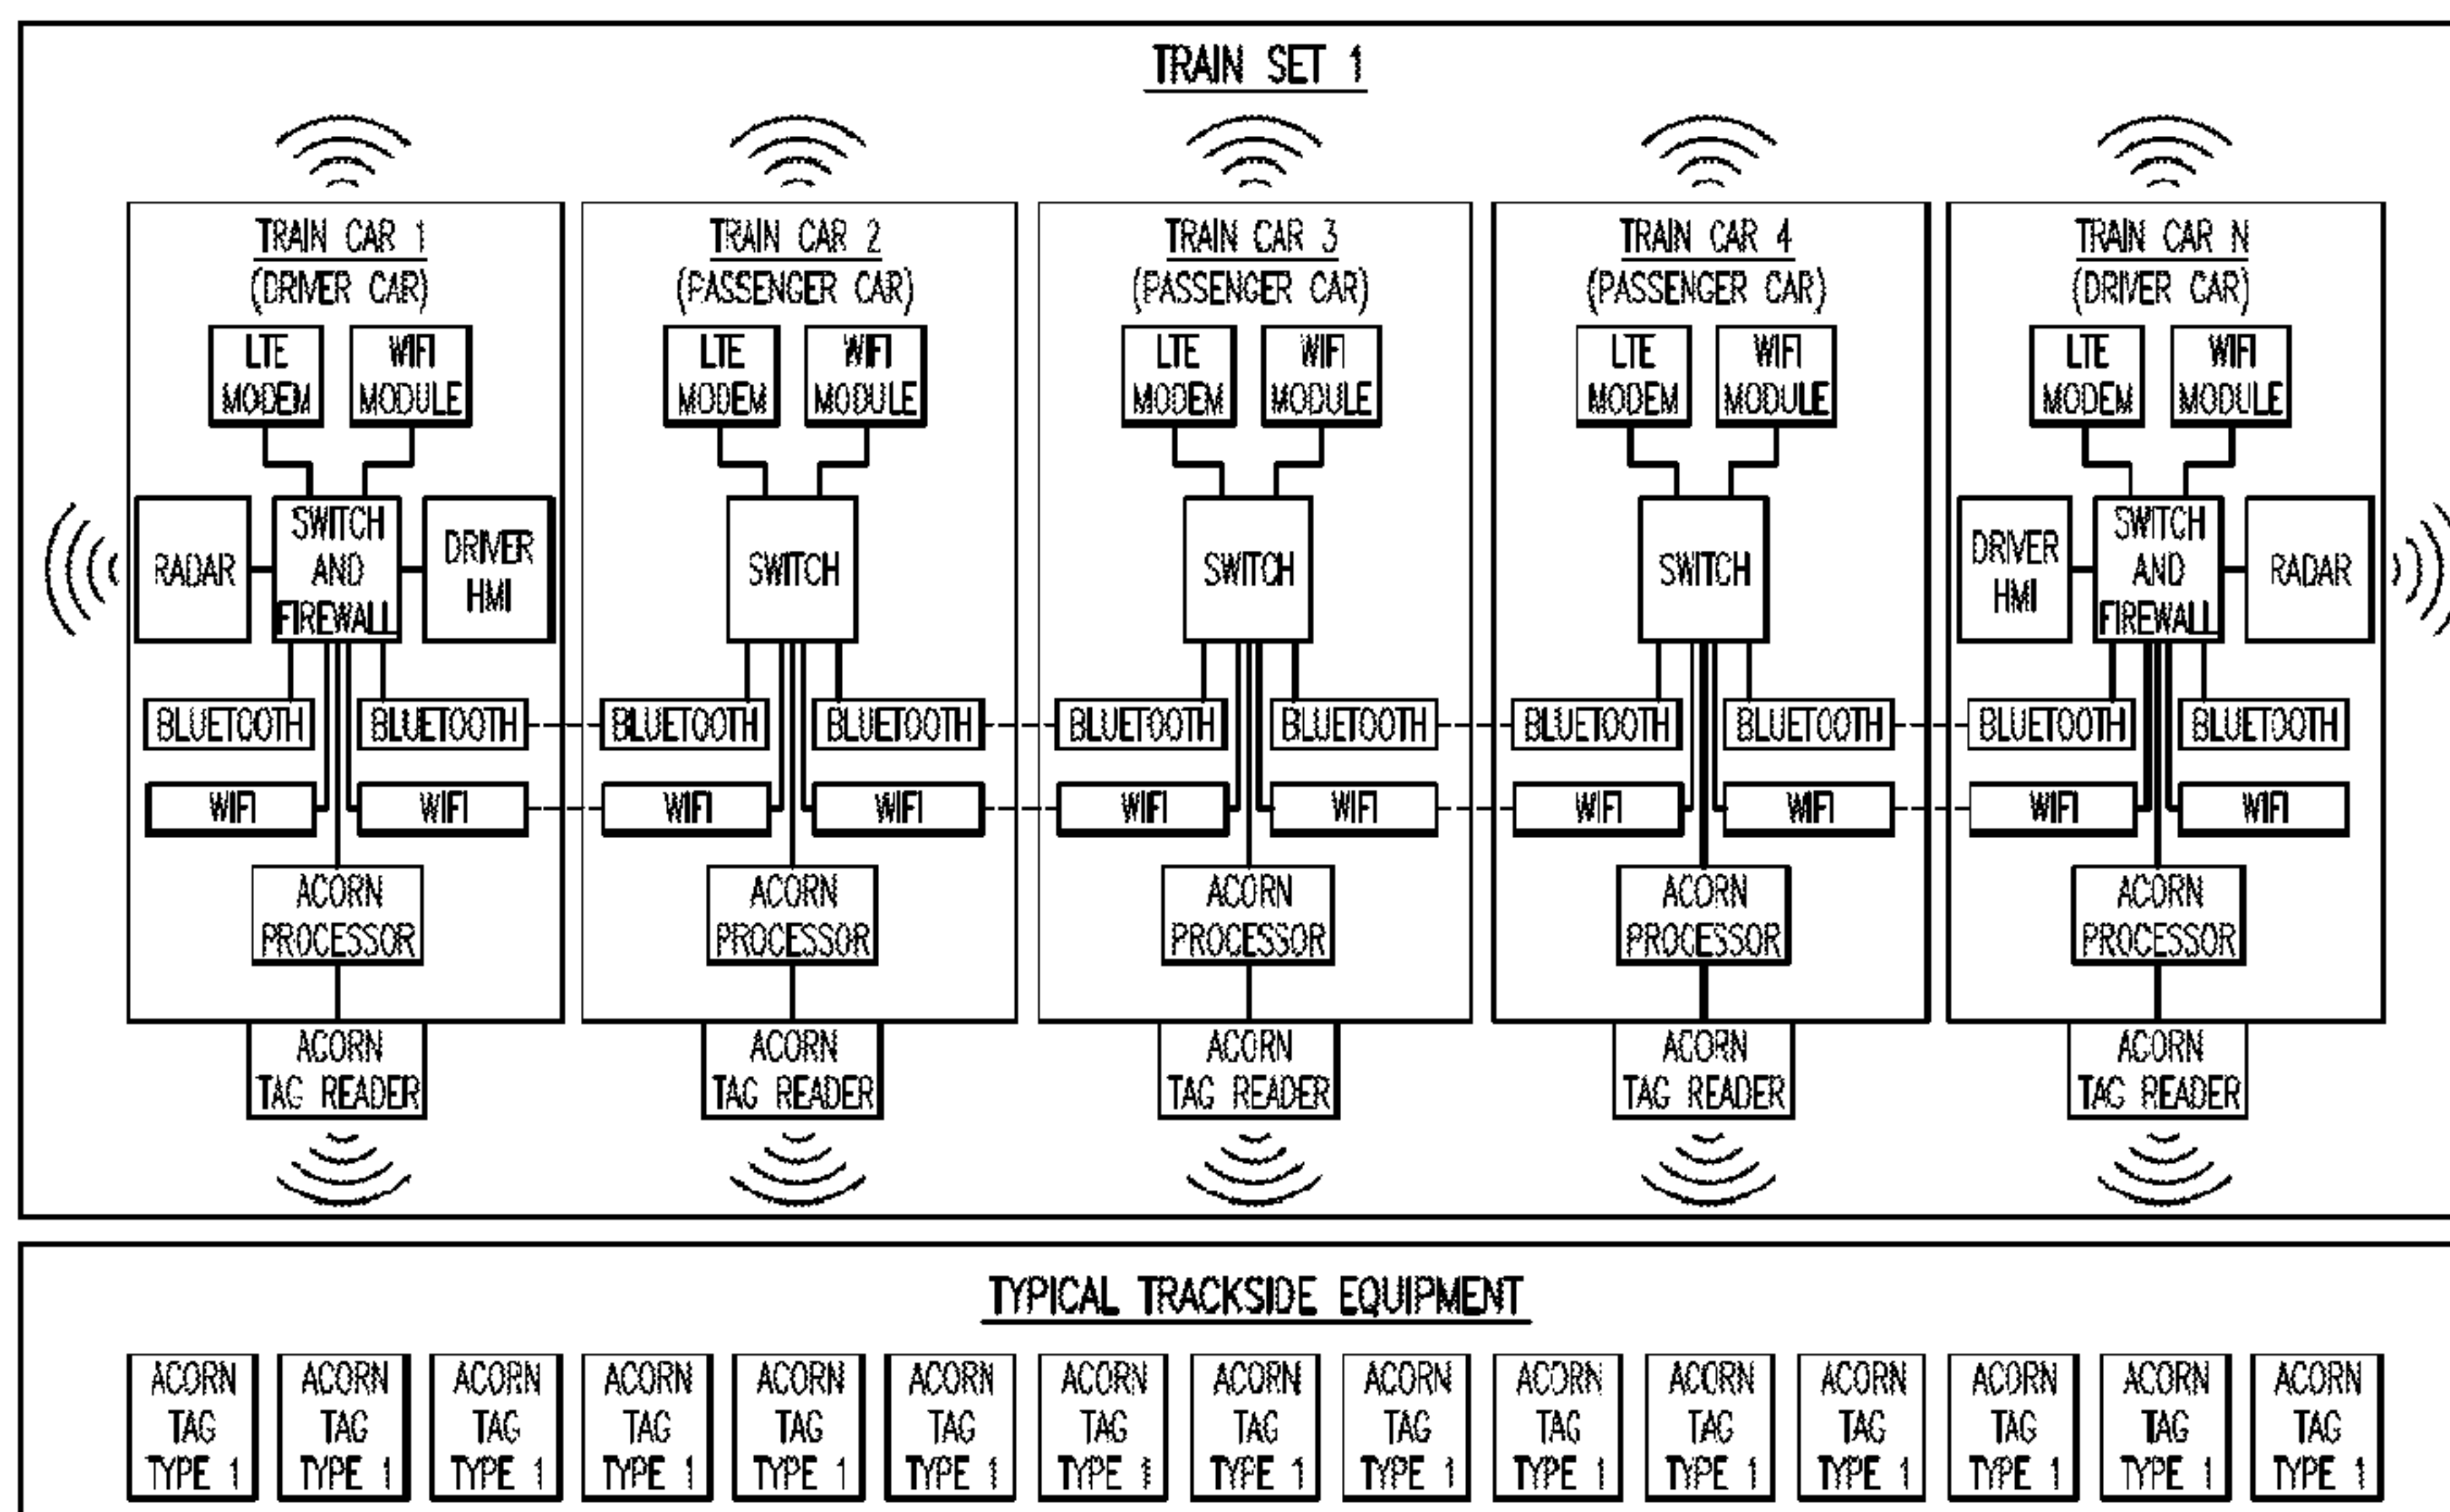 TRAIN SET 1
TRAIN CAR 1
(DRIVER CAR)
LTE
MODEM
WIFI
MODULE
RADAR
SWITCH
AND
FIREWALL
DRIVER
HMI
BLUETOOTH
BLUETOOTH
WIFI
WIFI
ACORN
PROCESSOR
ACORN
TAG READER
TRAIN CAR 2
(PASSENGER CAR)
LTE
MODEM
WIFI
MODULE
SWITCH
BLUETOOTH
BLUETOOTH
WIFI
WIFI
ACORN
PROCESSOR
ACORN
TAG READER
TRAIN CAR 3
(PASSENGER CAR)
LTE
MODEM
WIFI
MODULE
SWITCH
BLUETOOTH
BLUETOOTH
WIFI
WIFI
ACORN
PROCESSOR
ACORN
TAG READER
TRAIN CAR 4
(PASSENGER CAR)
LTE
MODEM
WIFI
MODULE
SWITCH
BLUETOOTH
BLUETOOTH
WIFI
WIFI
ACORN
PROCESSOR
ACORN
TAG READER
TRAIN CAR N
(DRIVER CAR)
LTE
MODEM
WIFI
MODULE
DRIVER
HMI
SWITCH
AND
FIREWALL
RADAR
BLUETOOTH
BLUETOOTH
WIFI
WIFI
ACORN
PROCESSOR
ACORN
TAG READER
TYPICAL TRACKSIDE EQUIPMENT
ACORN
TAG
TYPE 1
ACORN
TAG
TYPE 1
ACORN
TAG
TYPE 1
ACORN
TAG
TYPE 1
ACORN
TAG
TYPE 1
ACORN
TAG
TYPE 1
ACORN
TAG
TYPE 1
ACORN
TAG
TYPE 1
ACORN
TAG
TYPE 1
ACORN
TAG
TYPE 1
ACORN
TAG
TYPE 1
ACORN
TAG
TYPE 1
ACORN
TAG
TYPE 1
ACORN
TAG
TYPE 1
ACORN
TAG
TYPE 1